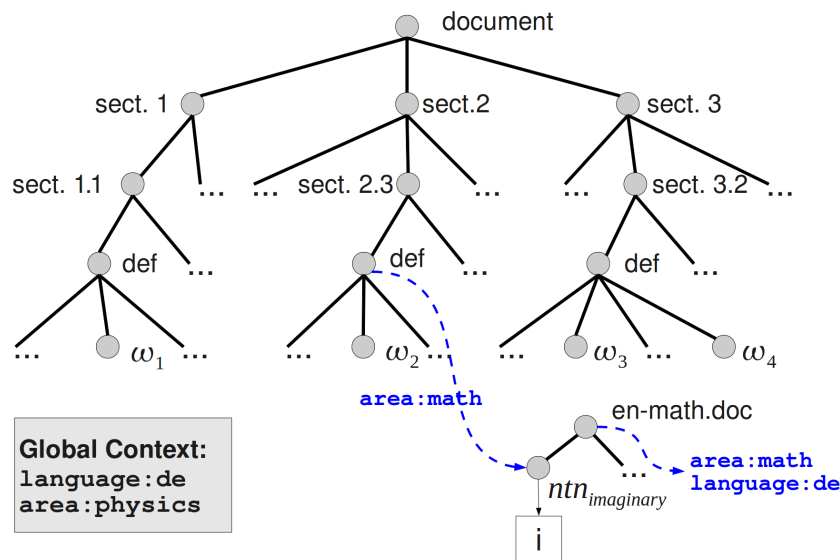 document
sect. 1
sect.2
sect. 3
sect. 1.1
...
...
sect. 2.3
...
...
sect. 3.2
...
def
...
def
...
def
...
...
ω1
...
...
ω2
...
...
ω3
...
ω4
area:math
en-math.doc
Global Context:
language:de
area:physics
area:math
language:de
...
ntnimaginary
i